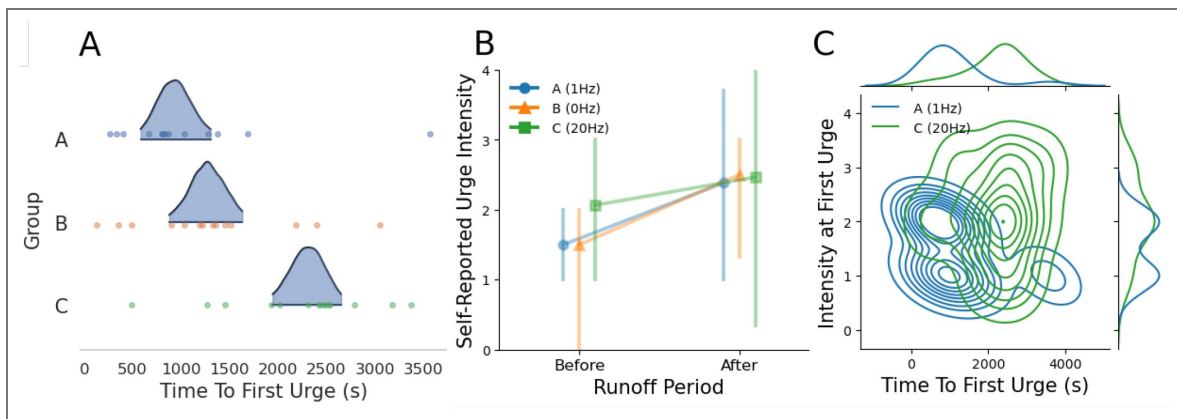 A
A
B
C
Group
0 500 1000 1500 2000 2500 3000 3500
Time To First Urge (s)
B
4
3
2
1
0
Self-Reported Urge Intensity
A (1Hz)
B (0Hz)
C (20Hz)
Before After
Runoff Period
C
A (1Hz)
C (20Hz)
4
3
2
1
0
Intensity at First Urge
0 2000 4000
Time To First Urge (s)